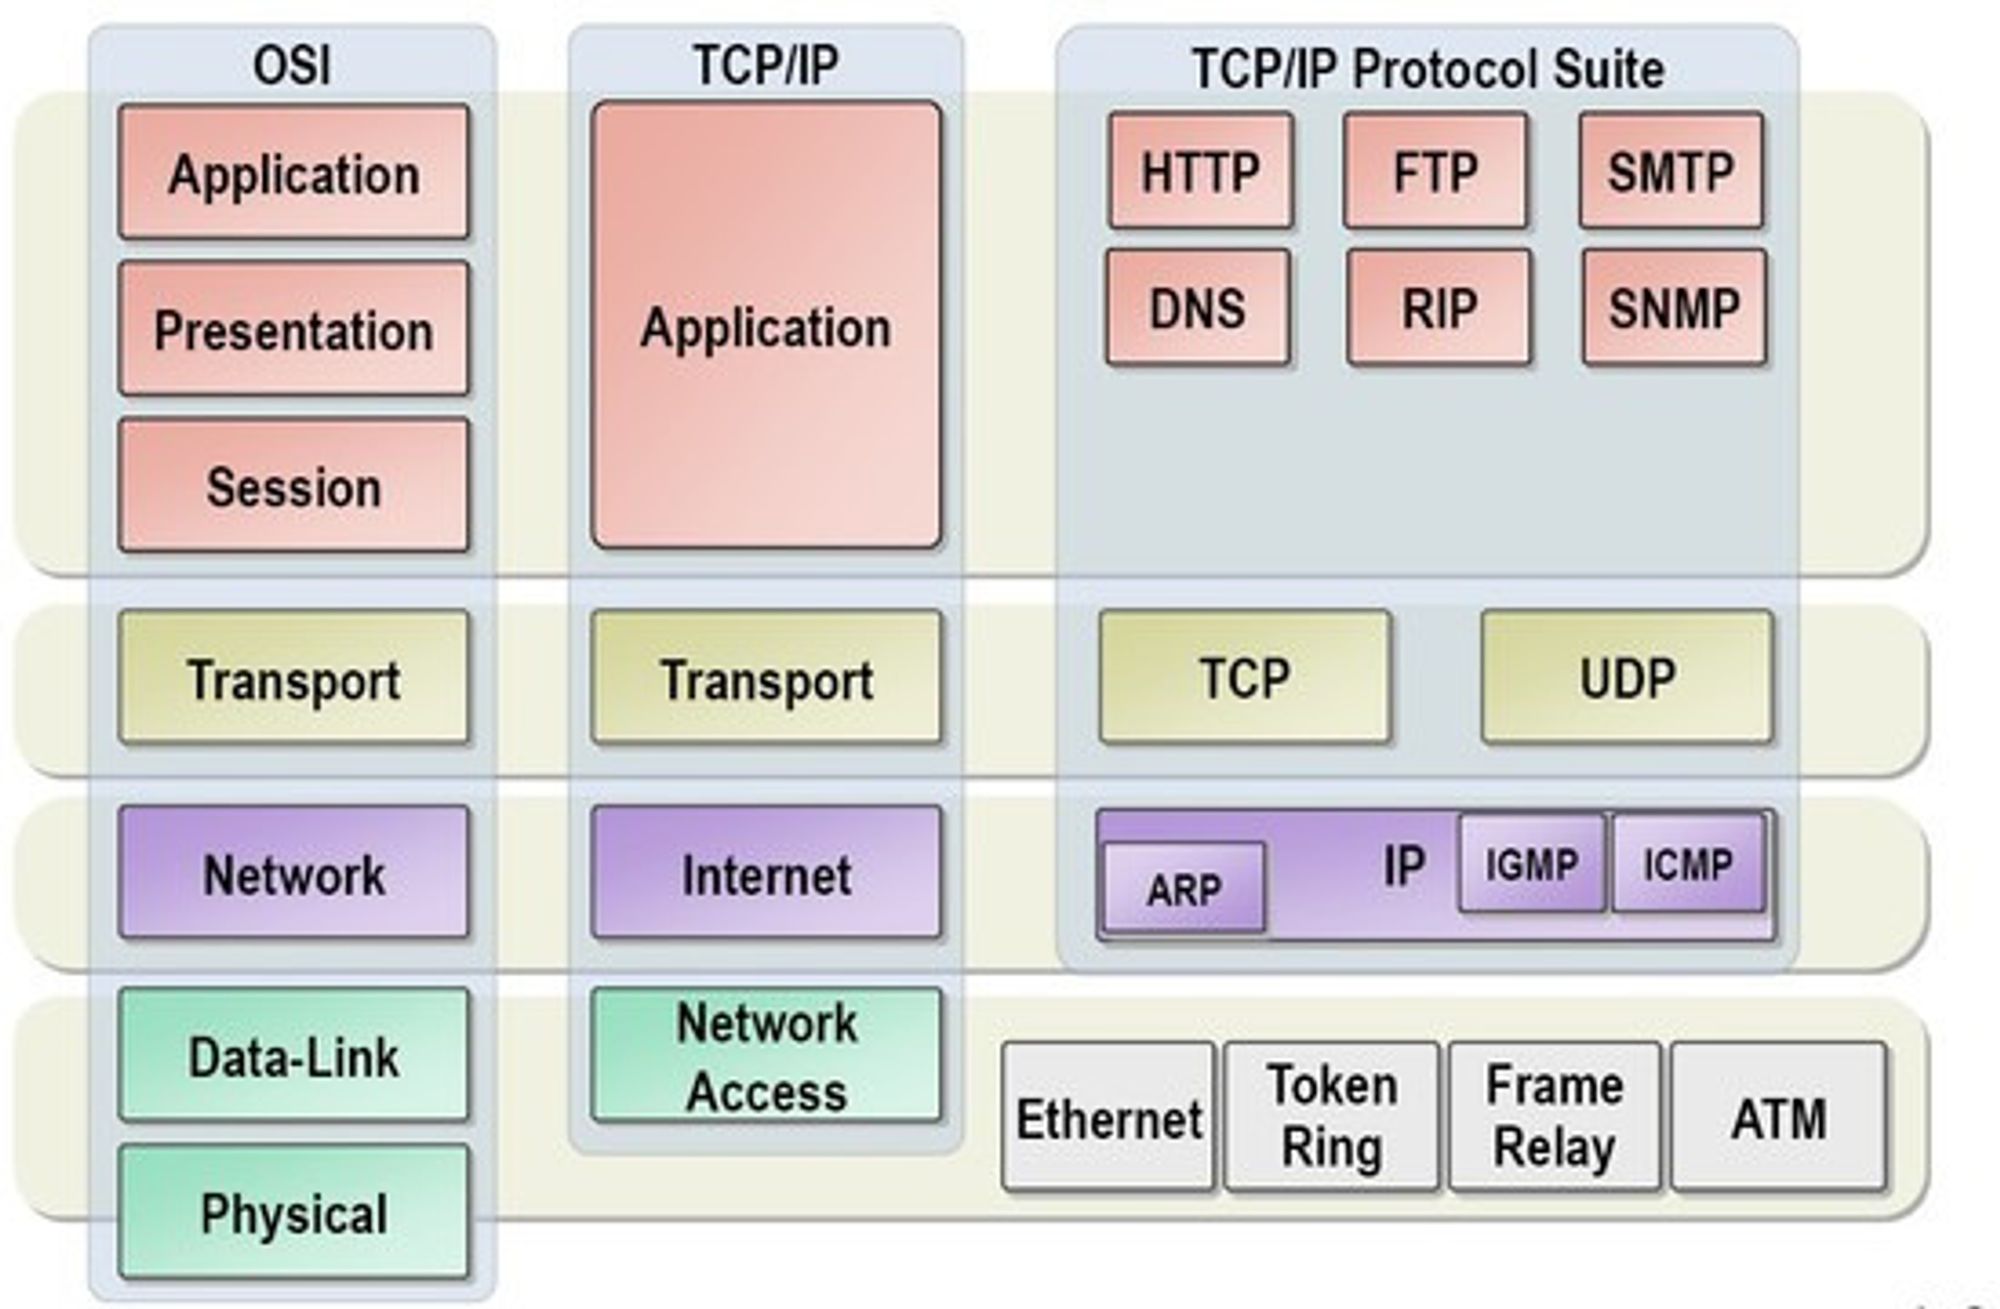 OSI
TCP/IP
TCP/IP Protocol Suite
Application
Presentation
Session
Application
HTTP
FTP
SMTP
DNS
RIP
SNMP
Transport
Transport
TCP
UDP
Network
Internet
ARP
IP
IGMP
ICMP
Data-Link
Physical
Network
Access
Ethernet
Token
Ring
Frame
Relay
ATM